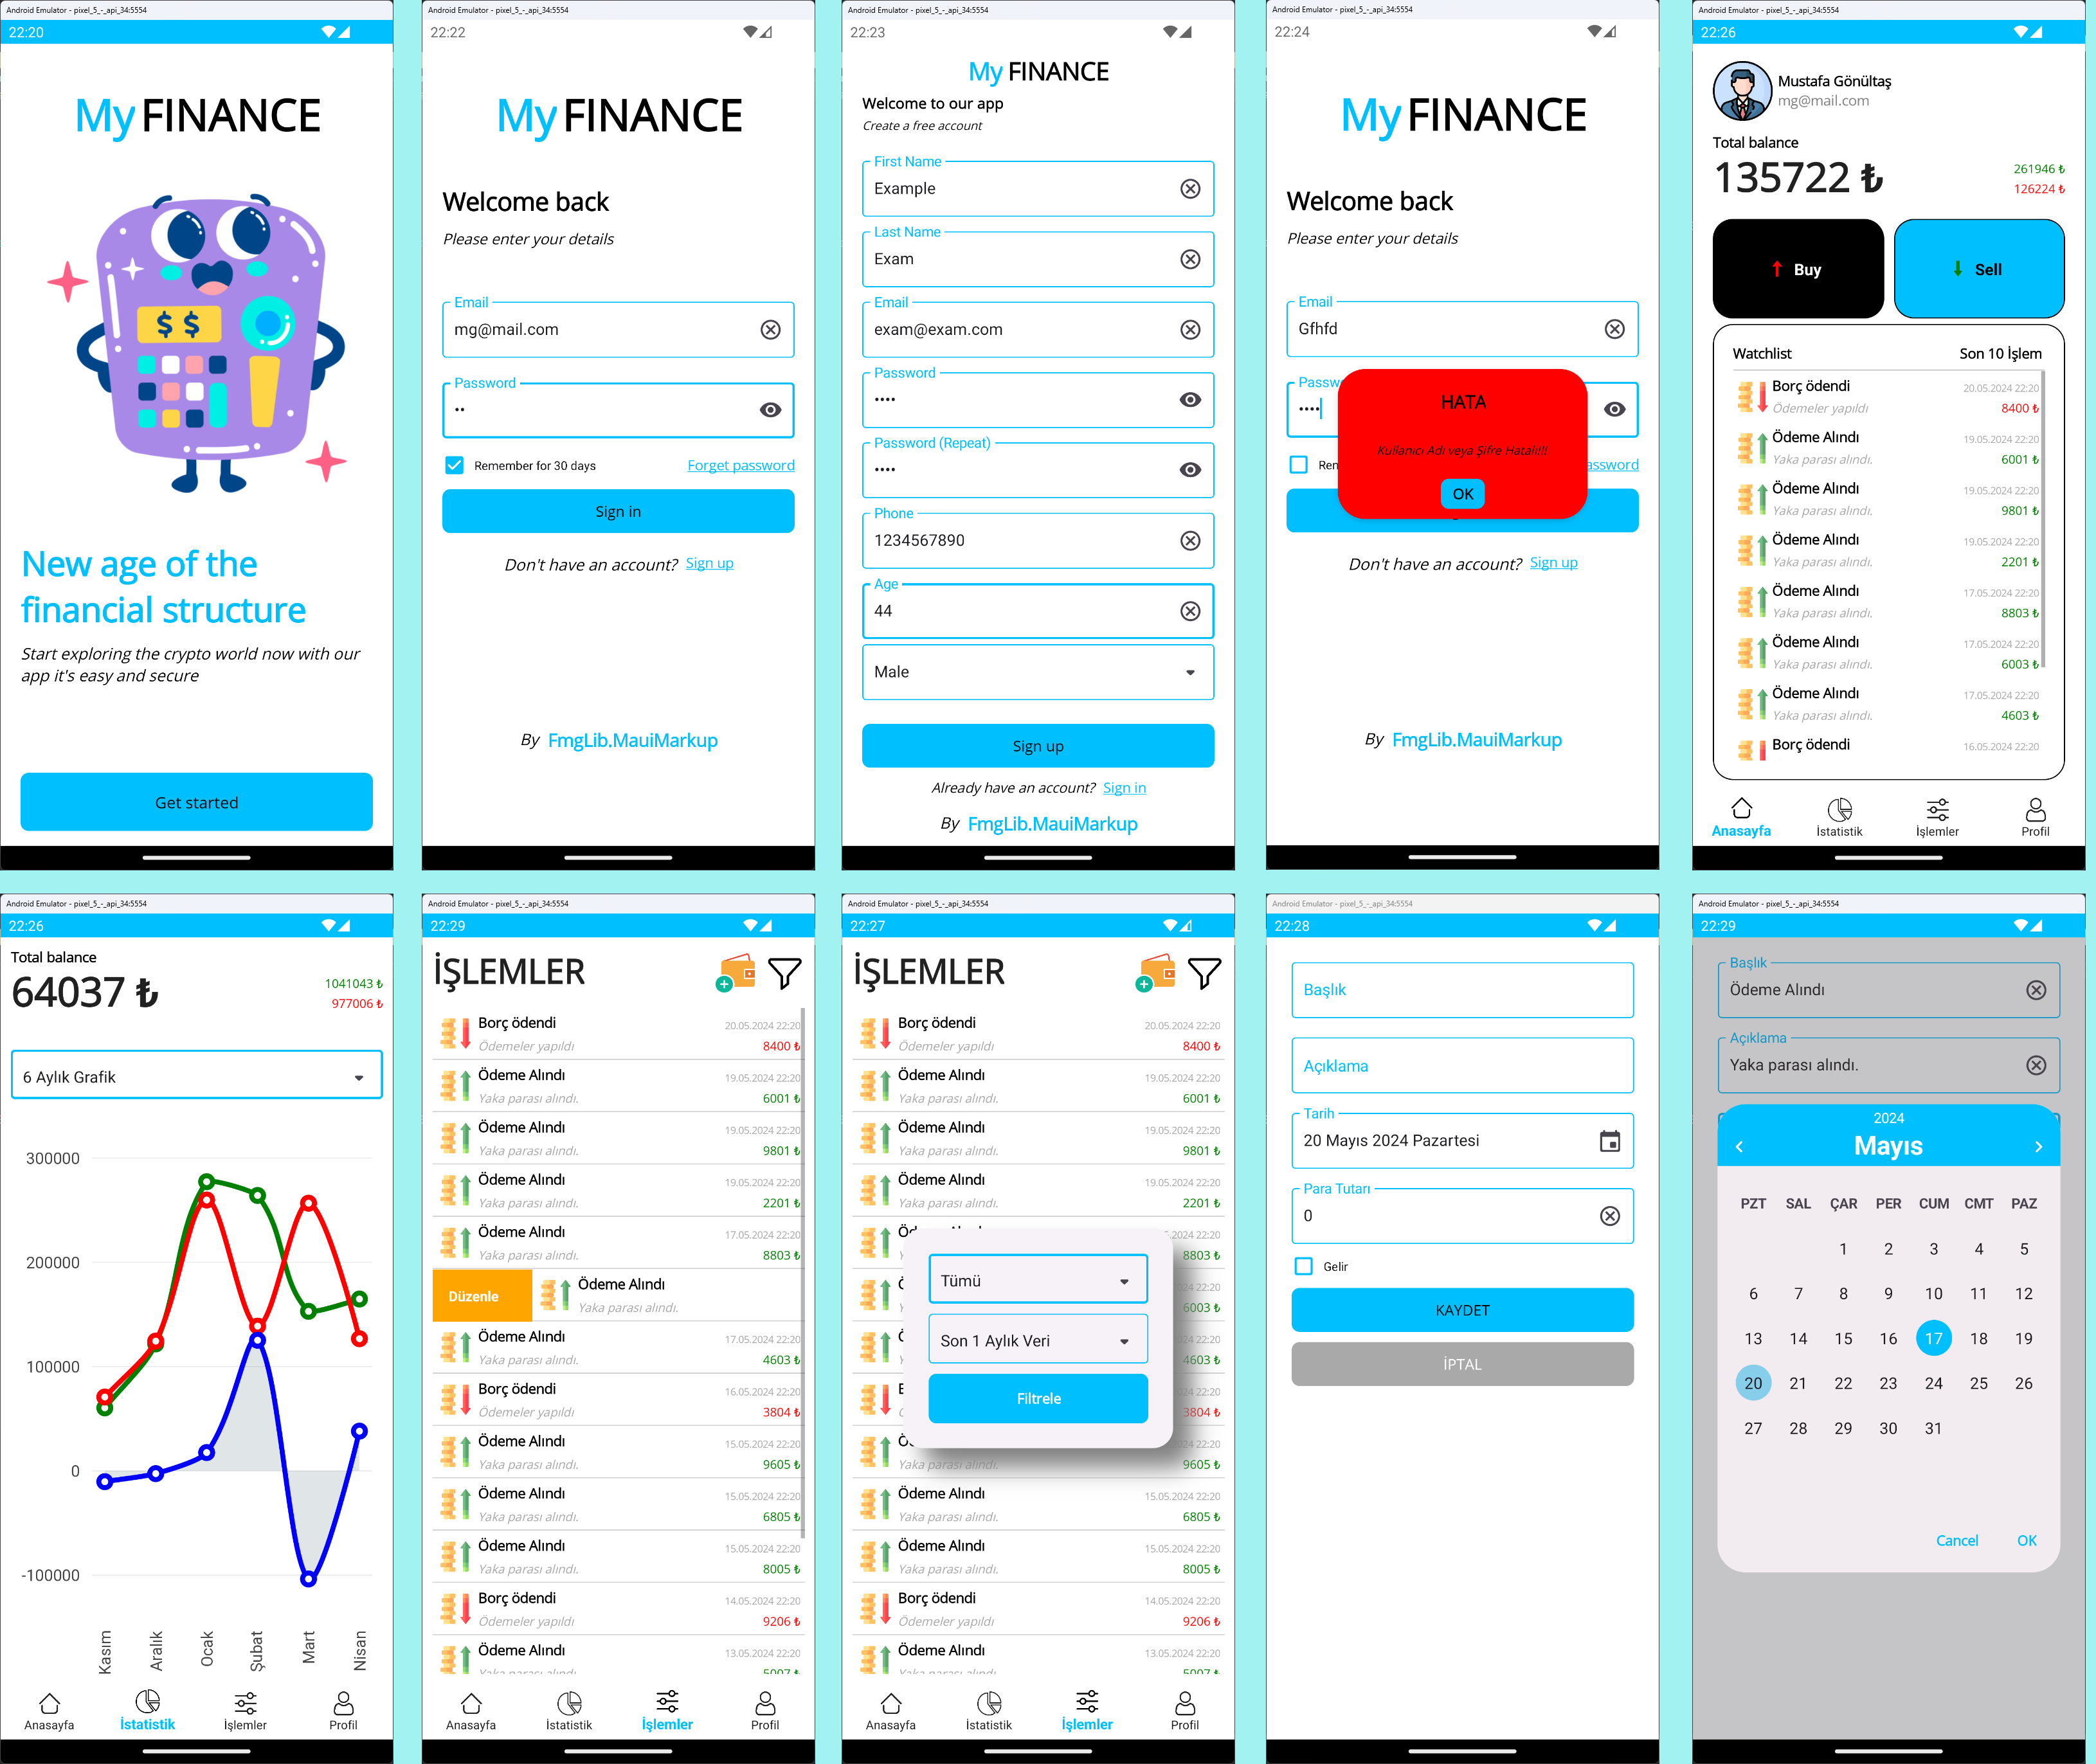 Android Emulator - pixel_5_-_api_34:5554
22:20
My FINANCE
$ $
New age of the
financial structure
Start exploring the crypto world now with our
app it's easy and secure
Get started
Android Emulator - pixel_5_-_api_34:5554
22:22
My FINANCE
Welcome back
Please enter your details
Email
mg@mail.com
Password
••
Remember for 30 days Forget password
Sign in
Don't have an account? Sign up
By FmgLib.MauiMarkup
Android Emulator - pixel_5_-_api_34:5554
22:23
My FINANCE
Welcome to our app
Create a free account
First Name
Example
Last Name
Exam
Email
exam@exam.com
Password
••••
Password (Repeat)
••••
Phone
1234567890
Age
44
Male
Sign up
Already have an account? Sign in
By FmgLib.MauiMarkup
Android Emulator - pixel_5_-_api_34:5554
22:24
My FINANCE
Welcome back
Please enter your details
Email
Gfhfd
Passw
••••
HATA
Kullanıcı Adı veya Şifre Hatalı!!!
OK
Ren assword
Don't have an account? Sign up
By FmgLib.MauiMarkup
Android Emulator - pixel_5_-_api_34:5554
22:26
Mustafa Gönültaş
mg@mail.com
Total balance
135722 ₺
261946 ₺
126224 ₺
Buy Sell
Watchlist Son 10 İşlem
Borç ödendi 20.05.2024 22:20
Ödemeler yapıldı 8400 ₺
Ödeme Alındı 19.05.2024 22:20
Yaka parası alındı. 6001 ₺
Ödeme Alındı 19.05.2024 22:20
Yaka parası alındı. 9801 ₺
Ödeme Alındı 19.05.2024 22:20
Yaka parası alındı. 2201 ₺
Ödeme Alındı 17.05.2024 22:20
Yaka parası alındı. 8803 ₺
Ödeme Alındı 17.05.2024 22:20
Yaka parası alındı. 6003 ₺
Ödeme Alındı 17.05.2024 22:20
Yaka parası alındı. 4603 ₺
Borç ödendi 16.05.2024 22:20
Anasayfa İstatistik İşlemler Profil
Android Emulator - pixel_5_-_api_34:5554
22:26
Total balance
64037 ₺
1041043 ₺
977006 ₺
6 Aylık Grafik
300000
200000
100000
0
-100000
Kasım Aralık Ocak Şubat Mart Nisan
Anasayfa İstatistik İşlemler Profil
Android Emulator - pixel_5_-_api_34:5554
22:29
İŞLEMLER
Borç ödendi 20.05.2024 22:20
Ödemeler yapıldı 8400 ₺
Ödeme Alındı 19.05.2024 22:20
Yaka parası alındı. 6001 ₺
Ödeme Alındı 19.05.2024 22:20
Yaka parası alındı. 9801 ₺
Ödeme Alındı 19.05.2024 22:20
Yaka parası alındı. 2201 ₺
Ödeme Alındı 17.05.2024 22:20
Yaka parası alındı. 8803 ₺
Düzenle Ödeme Alındı
Yaka parası alındı.
Ödeme Alındı 17.05.2024 22:20
Yaka parası alındı. 4603 ₺
Borç ödendi 16.05.2024 22:20
Ödemeler yapıldı 3804 ₺
Ödeme Alındı 15.05.2024 22:20
Yaka parası alındı. 9605 ₺
Ödeme Alındı 15.05.2024 22:20
Yaka parası alındı. 6805 ₺
Ödeme Alındı 15.05.2024 22:20
Yaka parası alındı. 8005 ₺
Borç ödendi 14.05.2024 22:20
Ödemeler yapıldı 9206 ₺
Ödeme Alındı 13.05.2024 22:20
Yaka parası alındı. 5007 ₺
Anasayfa İstatistik İşlemler Profil
Android Emulator - pixel_5_-_api_34:5554
22:27
İŞLEMLER
Borç ödendi 20.05.2024 22:20
Ödemeler yapıldı 8400 ₺
Ödeme Alındı 19.05.2024 22:20
Yaka parası alındı. 6001 ₺
Ödeme Alındı 19.05.2024 22:20
Yaka parası alındı. 9801 ₺
Ödeme Alındı 19.05.2024 22:20
Yaka parası alındı. 2201 ₺
8803 ₺
Tümü
6003 ₺
Son 1 Aylık Veri
4603 ₺
Filtrele
3804 ₺
15.05.2024 22:20
Yaka parası alındı. 9605 ₺
Ödeme Alındı 15.05.2024 22:20
Yaka parası alındı. 6805 ₺
Ödeme Alındı 15.05.2024 22:20
Yaka parası alındı. 8005 ₺
Borç ödendi 14.05.2024 22:20
Ödemeler yapıldı 9206 ₺
Ödeme Alındı 13.05.2024 22:20
Yaka parası alındı. 5007 ₺
Anasayfa İstatistik İşlemler Profil
Android Emulator - pixel_5_-_api_34:5554
22:28
Başlık
Açıklama
Tarih
20 Mayıs 2024 Pazartesi
Para Tutarı
0
Gelir
KAYDET
İPTAL
Android Emulator - pixel_5_-_api_34:5554
22:29
Başlık
Ödeme Alındı
Açıklama
Yaka parası alındı.
2024
Mayıs
PZT SAL ÇAR PER CUM CMT PAZ
1 2 3 4 5
6 7 8 9 10 11 12
13 14 15 16 17 18 19
20 21 22 23 24 25 26
27 28 29 30 31
Cancel OK